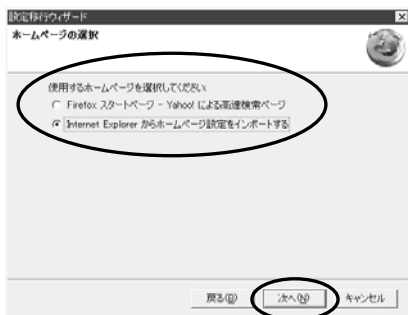 設定移行ウィザード
ホームページの選択
使用するホームページを選択してください:
Firefox スタートページ - Yahoo! による高速検索ページ
Internet Explorer からホームページ設定をインポートする
戻る(B)
次へ(N)
キャンセル